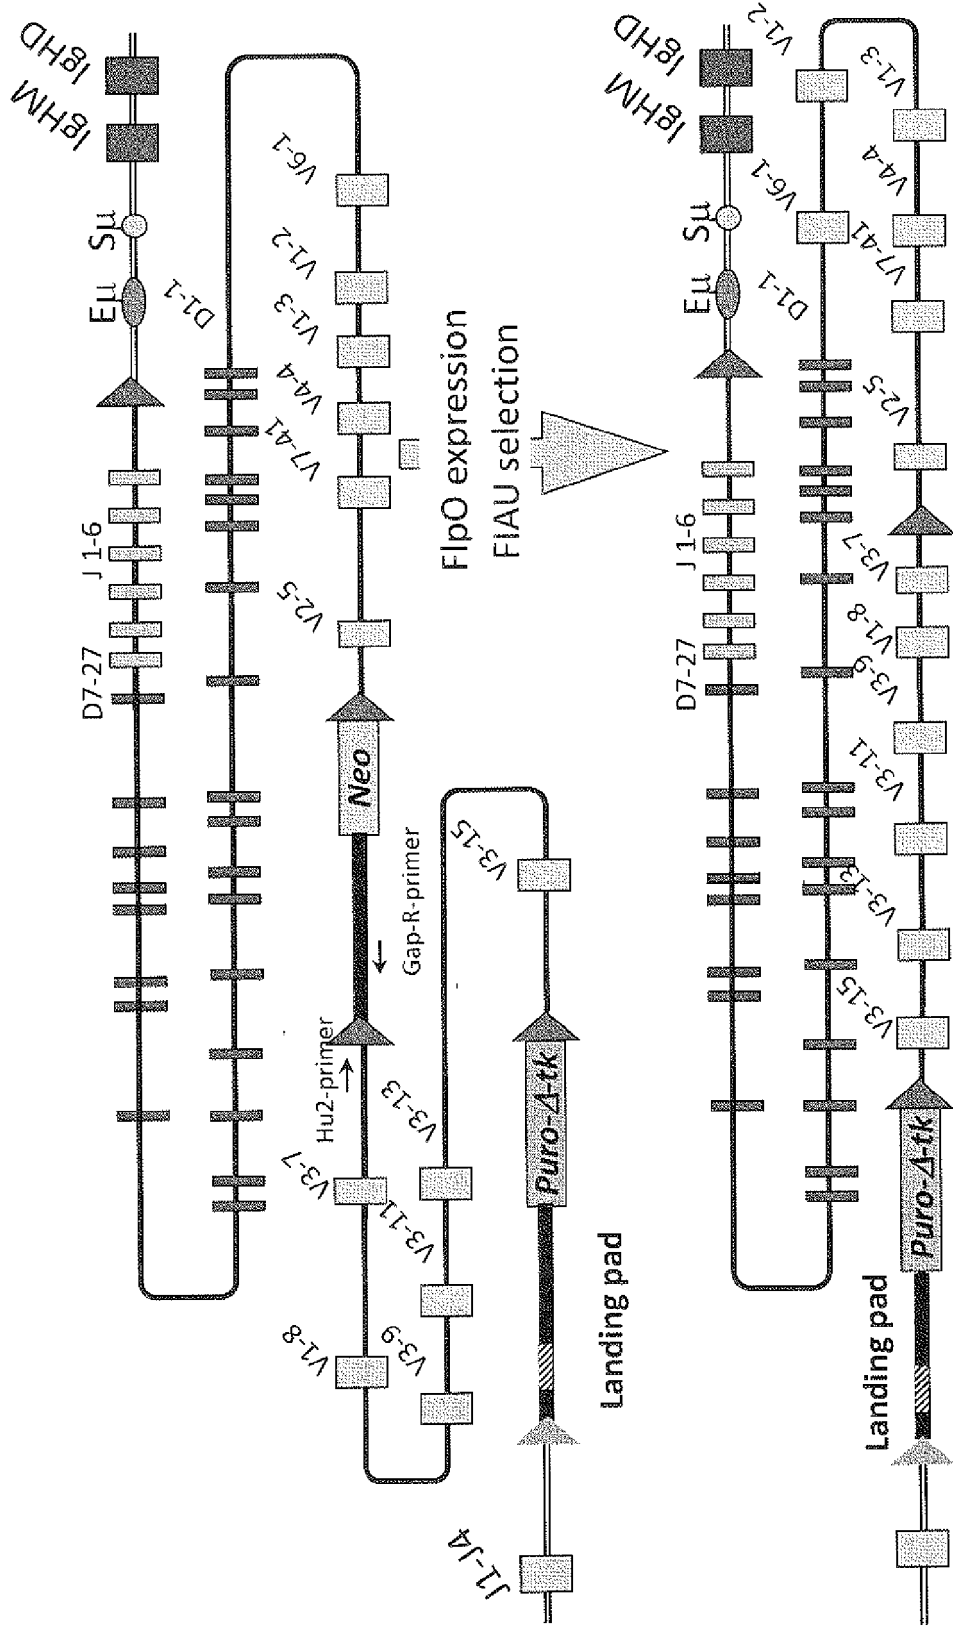 J1-J4
Landing pad
Puro-Δ-tk
V3-15
V3-9
V3-11
V3-13
V1-8
V3-7
Hu2-primer
Gap-R-primer
Neo
V2-5
V7-41
V4-4
V1-3
V1-2
V6-1
D1-1
D7-27
J 1-6
Eμ
Sμ
IgHM
IgHD
FlpO expression
FIAU selection
Landing pad
Puro-Δ-tk
V3-15
V3-13
V3-11
V3-9
V1-8
V3-7
V2-5
V7-41
V4-4
V1-3
V1-2
V6-1
D1-1
D7-27
J 1-6
Eμ
Sμ
IgHM
IgHD